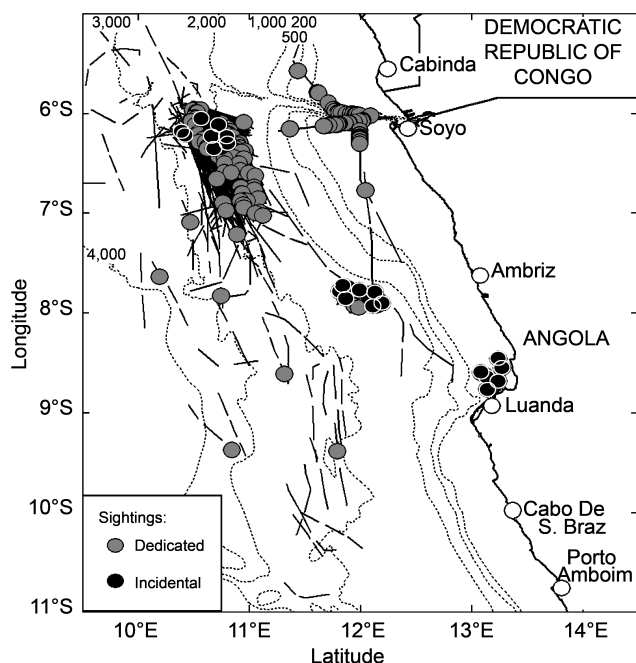 3,000
2,000
1,000
200
500
DEMOCRATIC
REPUBLIC OF
CONGO
Cabinda
6°S
Soyo
7°S
4,000
Ambriz
8°S
Longitude
ANGOLA
9°S
Luanda
10°S
Cabo De
S. Braz
Sightings:
Dedicated
Incidental
Porto
Amboim
11°S
10°E
11°E
12°E
13°E
14°E
Latitude